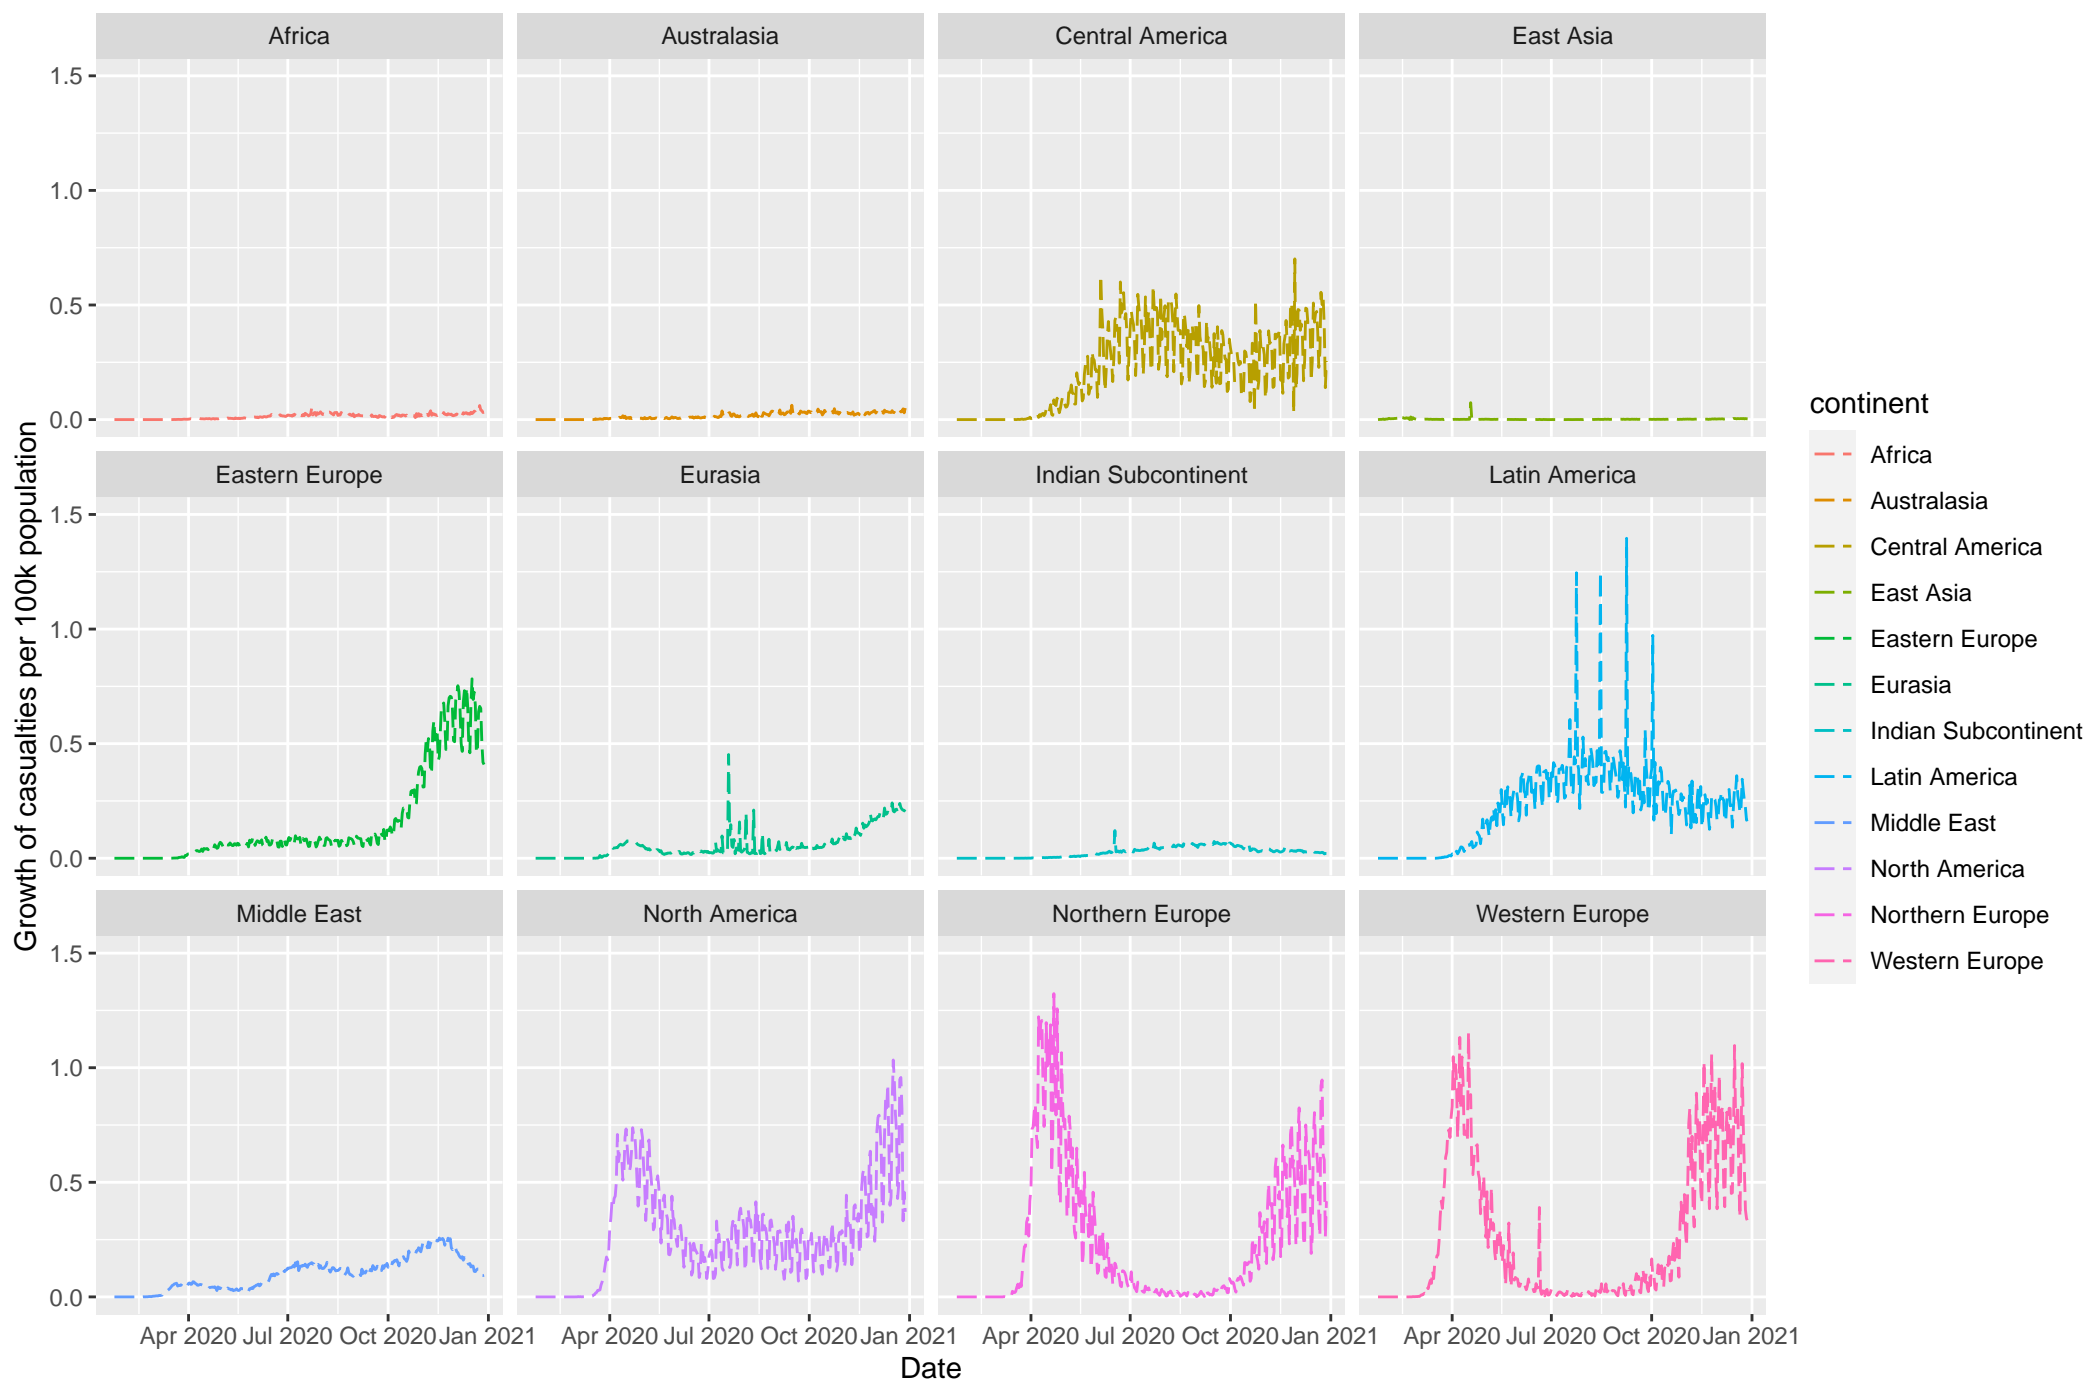 Africa
Australasia
Central America
East Asia
1.5
1.0
0.5
0.0
Eastern Europe
Eurasia
Indian Subcontinent
Latin America
1.5
1.0
0.5
0.0
Middle East
North America
Northern Europe
Western Europe
1.5
1.0
0.5
0.0
Apr 2020 Jul 2020 Oct 2020 Jan 2021
Apr 2020 Jul 2020 Oct 2020 Jan 2021
Apr 2020 Jul 2020 Oct 2020 Jan 2021
Apr 2020 Jul 2020 Oct 2020 Jan 2021
Date
Growth of casualties per 100k population
continent
Africa
Australasia
Central America
East Asia
Eastern Europe
Eurasia
Indian Subcontinent
Latin America
Middle East
North America
Northern Europe
Western Europe